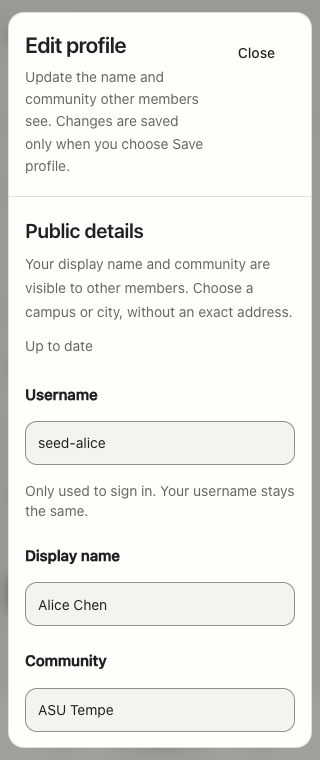 Edit profile
Close
Update the name and
community other members
see. Changes are saved
only when you choose Save
profile.
Public details
Your display name and community are
visible to other members. Choose a
campus or city, without an exact address.
Up to date
Username
seed-alice
Only used to sign in. Your username stays
the same.
Display name
Alice Chen
Community
ASU Tempe